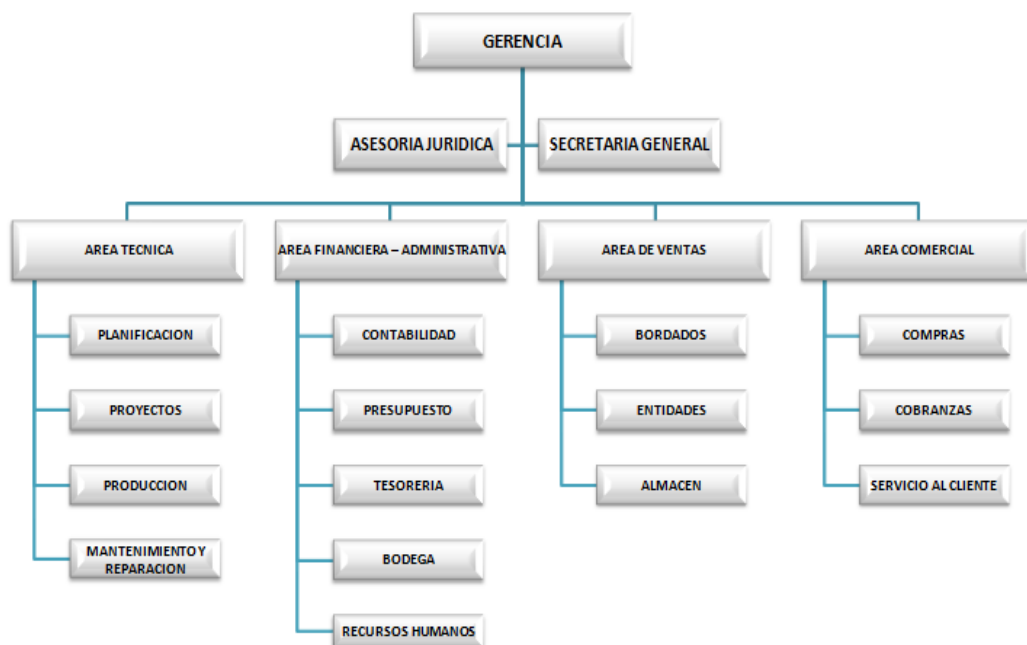 GERENCIA
ASESORIA JURIDICA
SECRETARIA GENERAL
AREA TECNICA
AREA FINANCIERA – ADMINISTRATIVA
AREA DE VENTAS
AREA COMERCIAL
PLANIFICACION
PROYECTOS
PRODUCCION
MANTENIMIENTO Y
REPARACION
CONTABILIDAD
PRESUPUESTO
TESORERIA
BODEGA
RECURSOS HUMANOS
BORDADOS
ENTIDADES
ALMACEN
COMPRAS
COBRANZAS
SERVICIO AL CLIENTE